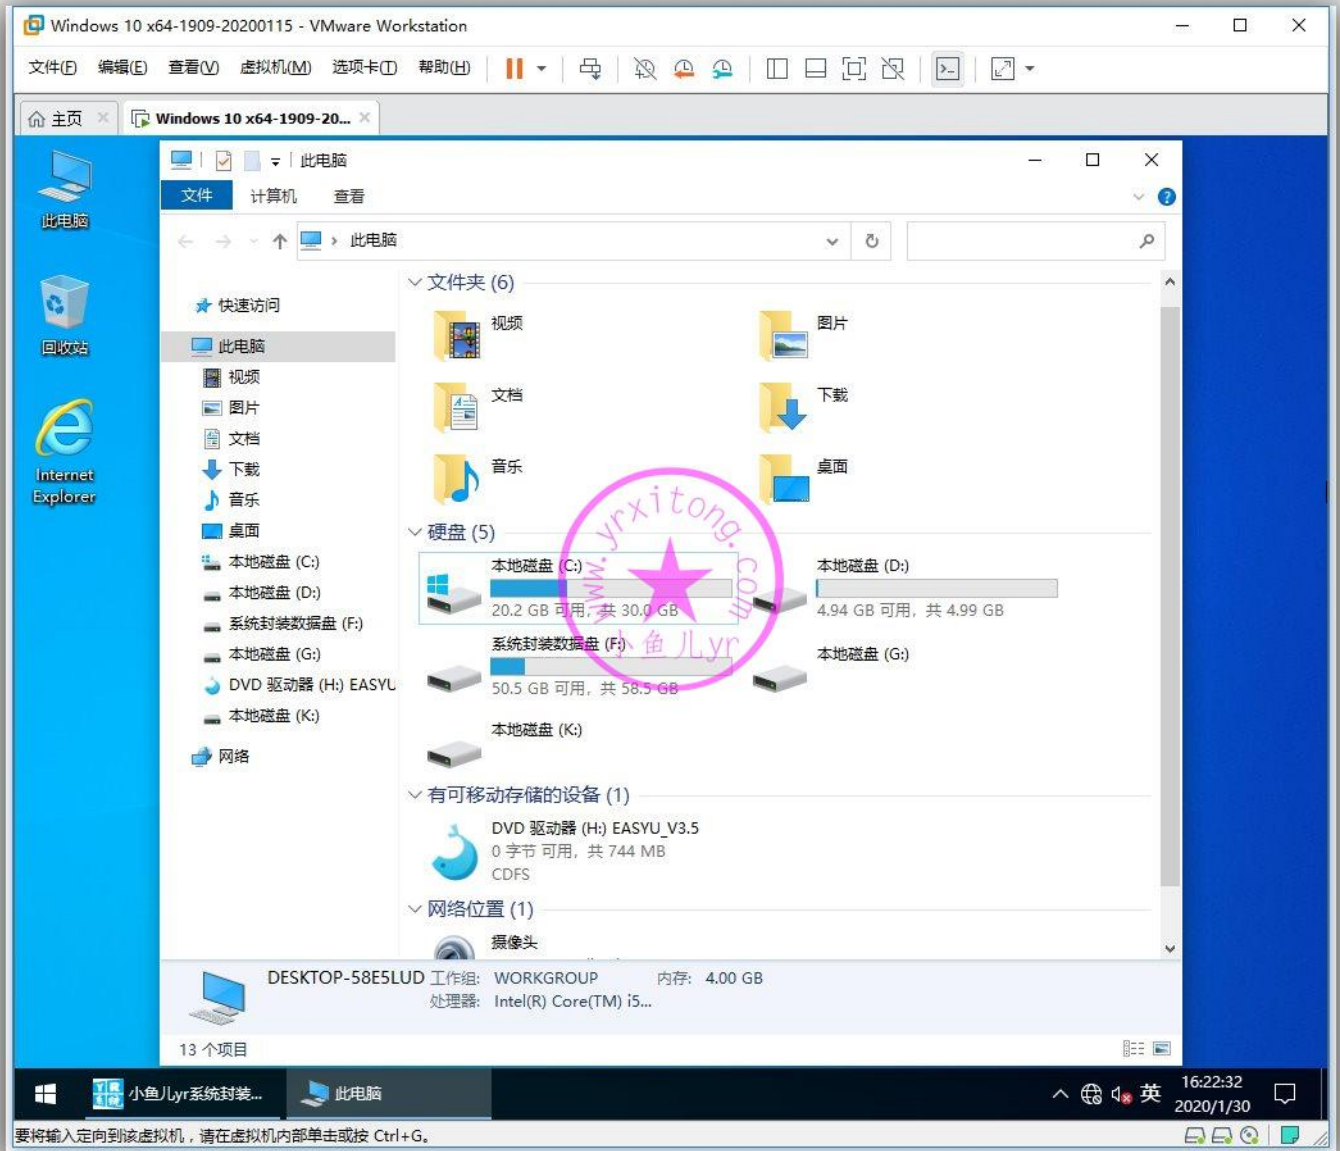 Windows 10 x64-1909-20200115 - VMware Workstation
文件(F) 编辑(E) 查看(V) 虚拟机(M) 选项卡(T) 帮助(H)
主页 Windows 10 x64-1909-20...
此电脑
回收站
Internet
Explorer
此电脑
文件 计算机 查看
此电脑
快速访问
此电脑
视频
图片
文档
下载
音乐
桌面
本地磁盘 (C:)
本地磁盘 (D:)
系统封装数据盘 (F:)
本地磁盘 (G:)
DVD 驱动器 (H:) EASYU
本地磁盘 (K:)
网络
文件夹 (6)
视频 图片
文档 下载
音乐 桌面
硬盘 (5)
本地磁盘 (C:)
20.2 GB 可用, 共 30.0 GB
本地磁盘 (D:)
4.94 GB 可用, 共 4.99 GB
系统封装数据盘 (F:)
50.5 GB 可用, 共 58.5 GB
本地磁盘 (G:)
本地磁盘 (K:)
www.yrxitong.com
小鱼儿yr
有可移动存储的设备 (1)
DVD 驱动器 (H:) EASYU_V3.5
0 字节 可用, 共 744 MB
CDFS
网络位置 (1)
摄像头
DESKTOP-58E5LUD 工作组: WORKGROUP 内存: 4.00 GB
处理器: Intel(R) Core(TM) i5...
13 个项目
小鱼儿yr系统封装... 此电脑 英 16:22:32
2020/1/30
要将输入定向到该虚拟机，请在虚拟机内部单击或按 Ctrl+G。